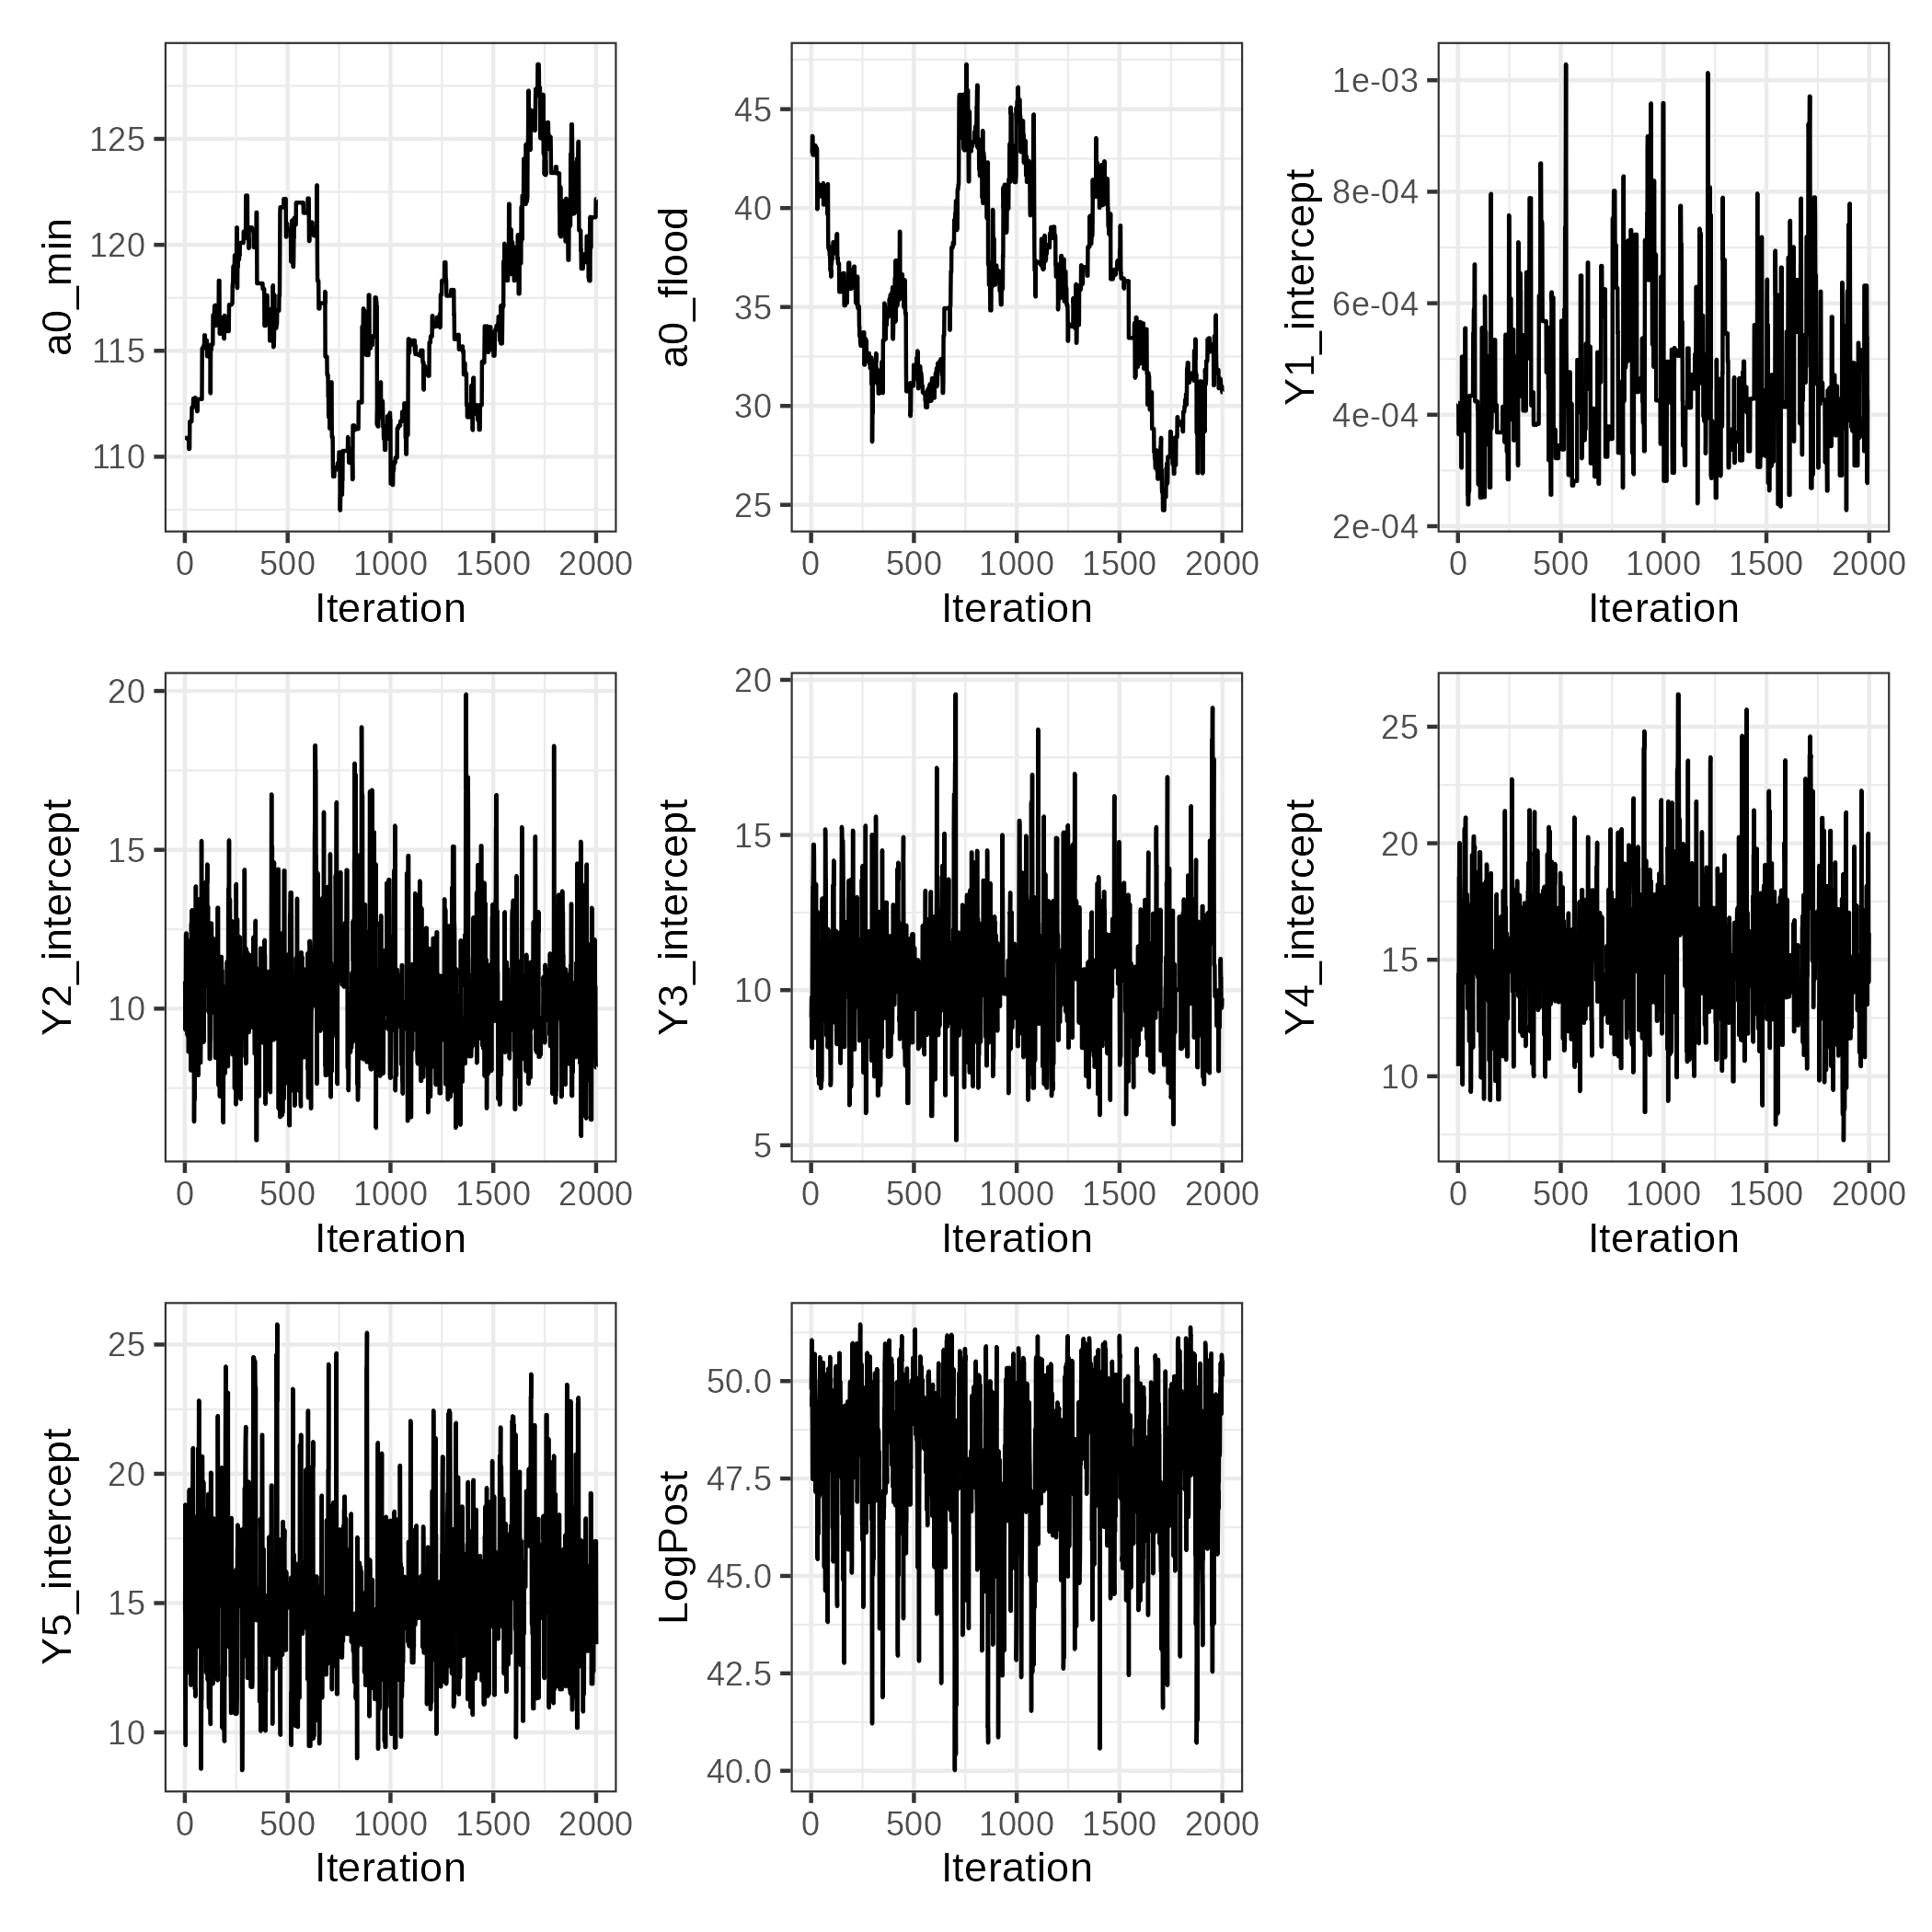 a0_min
125
120
115
110
0 500 1000 1500 2000
Iteration
a0_flood
45
40
35
30
25
0 500 1000 1500 2000
Iteration
Y1_intercept
1e-03
8e-04
6e-04
4e-04
2e-04
0 500 1000 1500 2000
Iteration
Y2_intercept
20
15
10
0 500 1000 1500 2000
Iteration
Y3_intercept
20
15
10
5
0 500 1000 1500 2000
Iteration
Y4_intercept
25
20
15
10
0 500 1000 1500 2000
Iteration
Y5_intercept
25
20
15
10
0 500 1000 1500 2000
Iteration
LogPost
50.0
47.5
45.0
42.5
40.0
0 500 1000 1500 2000
Iteration